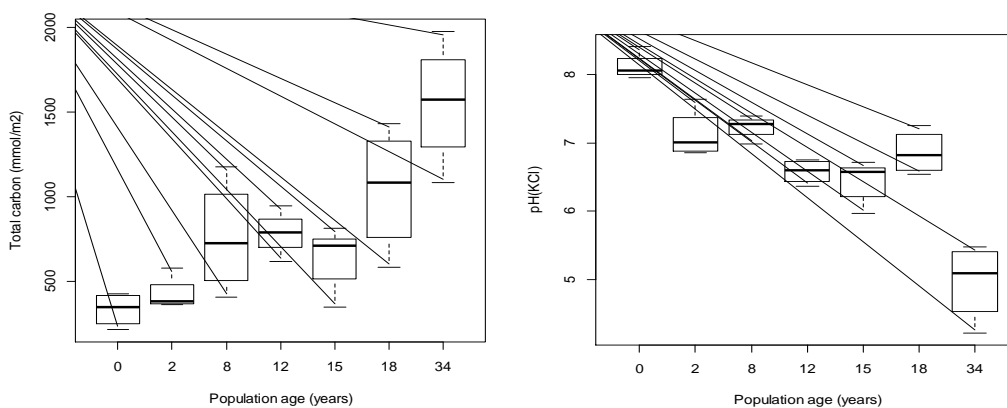 Total carbon (mmol/m2)
2000
1500
1000
500
0 2 8 12 15 18 34
Population age (years)
pH(KCl)
8
7
6
5
0 2 8 12 15 18 34
Population age (years)